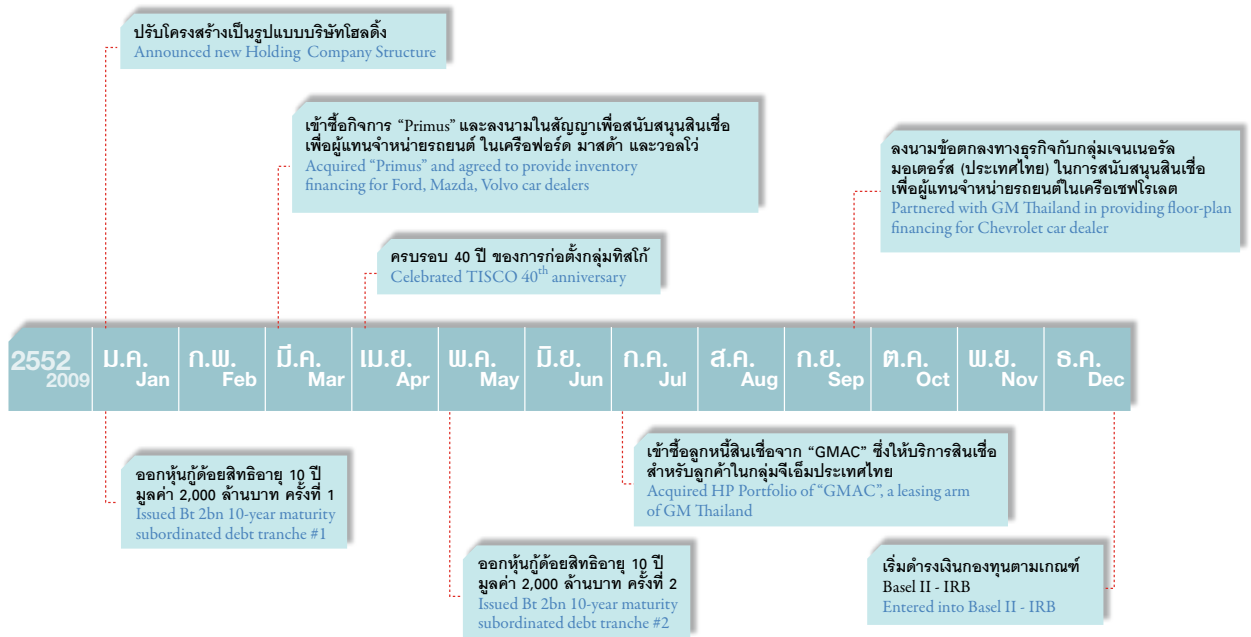 ปรับโครงสร้างเป็นรูปแบบบริษัทโฮลดิ้ง
Announced new Holding Company Structure
เข้าซื้อกิจการ “Primus” และลงนามในสัญญาเพื่อสนับสนุนสินเชื่อ
เพื่อผู้แทนจำหน่ายรถยนต์ ในเครือฟอร์ด มาสด้า และวอลโว่
Acquired “Primus” and agreed to provide inventory
financing for Ford, Mazda, Volvo car dealers
ลงนามข้อตกลงทางธุรกิจกับกลุ่มเจนเนอรัล
มอเตอร์ส (ประเทศไทย) ในการสนับสนุนสินเชื่อ
เพื่อผู้แทนจำหน่ายรถยนต์ในเครือเชฟโรเลต
Partnered with GM Thailand in providing floor-plan
financing for Chevrolet car dealer
ครบรอบ 40 ปี ของการก่อตั้งกลุ่มทิสโก้
Celebrated TISCO 40th anniversary
2552 ม.ค. ก.พ. มี.ค. เม.ย. พ.ค. มิ.ย. ก.ค. ส.ค. ก.ย. ต.ค. พ.ย. ธ.ค.
2009 Jan Feb Mar Apr May Jun Jul Aug Sep Oct Nov Dec
ออกหุ้นกู้ด้อยสิทธิอายุ 10 ปี
มูลค่า 2,000 ล้านบาท ครั้งที่ 1
Issued Bt 2bn 10-year maturity
subordinated debt tranche #1
เข้าซื้อลูกหนี้สินเชื่อจาก “GMAC” ซึ่งให้บริการสินเชื่อ
สำหรับลูกค้าในกลุ่มจีเอ็มประเทศไทย
Acquired HP Portfolio of “GMAC”, a leasing arm
of GM Thailand
ออกหุ้นกู้ด้อยสิทธิอายุ 10 ปี
มูลค่า 2,000 ล้านบาท ครั้งที่ 2
Issued Bt 2bn 10-year maturity
subordinated debt tranche #2
เริ่มดำรงเงินกองทุนตามเกณฑ์
Basel II - IRB
Entered into Basel II - IRB